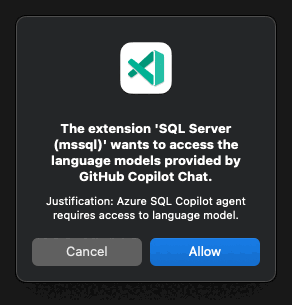 The extension 'SQL Server
(mssql)' wants to access the
language models provided by
GitHub Copilot Chat.
Justification: Azure SQL Copilot agent
requires access to language model.
Cancel
Allow